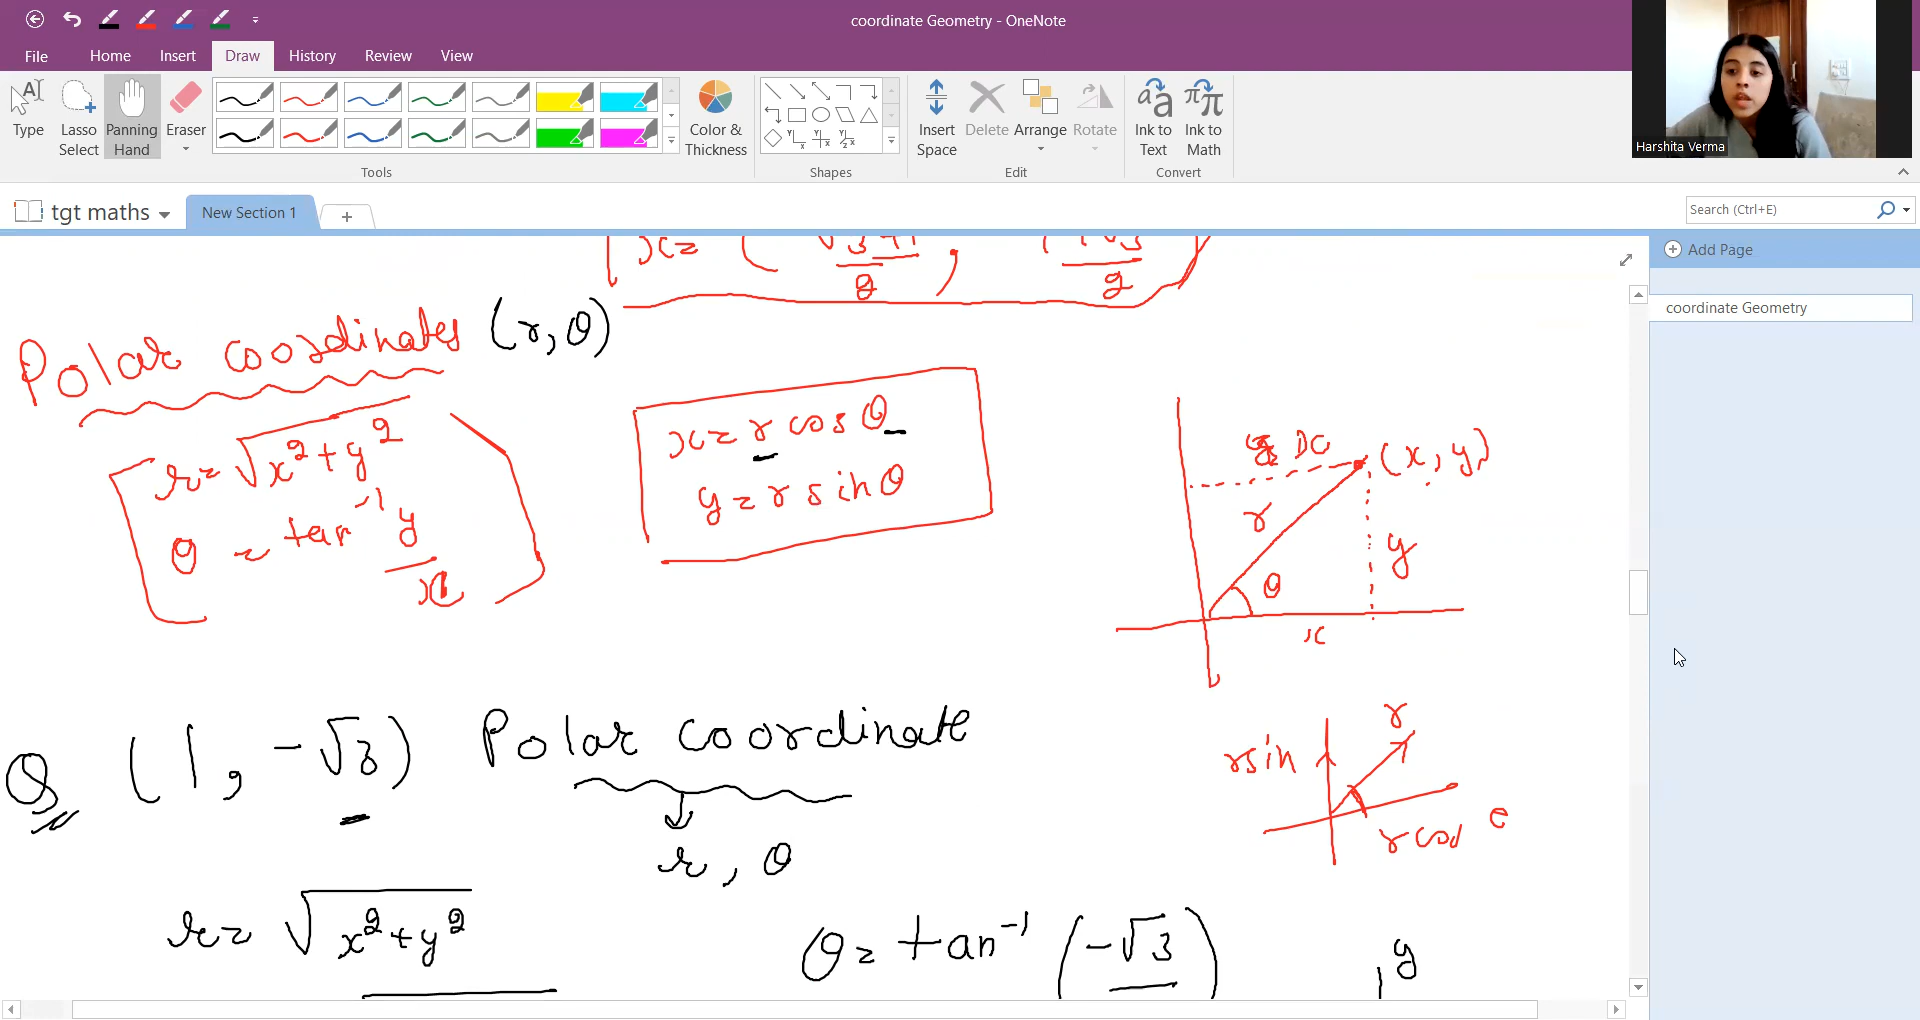 coordinate Geometry - OneNote
File Home Insert Draw History Review View
Type Lasso Select Panning Hand Eraser Color & Thickness Insert Space Delete Arrange Rotate Ink to Text Ink to Math
Tools Shapes Edit Convert
Harshita Verma
tgt maths New Section 1 +
Search (Ctrl+E)
Add Page
coordinate Geometry
Polar coordinates (r, θ)
r = √x²+y²
θ = tan⁻¹ y/x
x = r cos θ
y = r sin θ
(x, y)
r
y
θ
x
Q (1, -√3) Polar coordinate
r, θ
r
rsin
r cos
r = √x²+y²
θ = tan⁻¹ (-√3
y